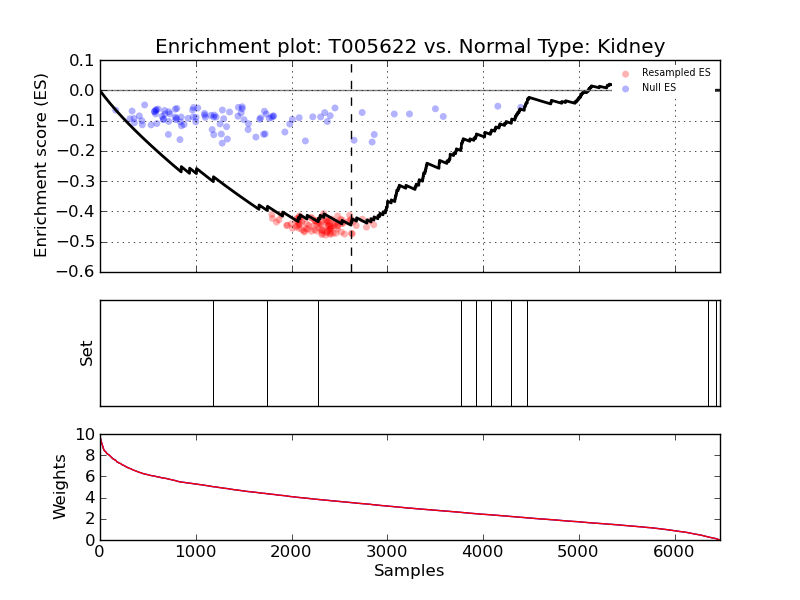 Enrichment plot: T005622 vs. Normal Type: Kidney
Enrichment score (ES)
0.1
0.0
−0.1
−0.2
−0.3
−0.4
−0.5
−0.6
Resampled ES
Null ES
Set
Weights
10
8
6
4
2
0
0 1000 2000 3000 4000 5000 6000
Samples